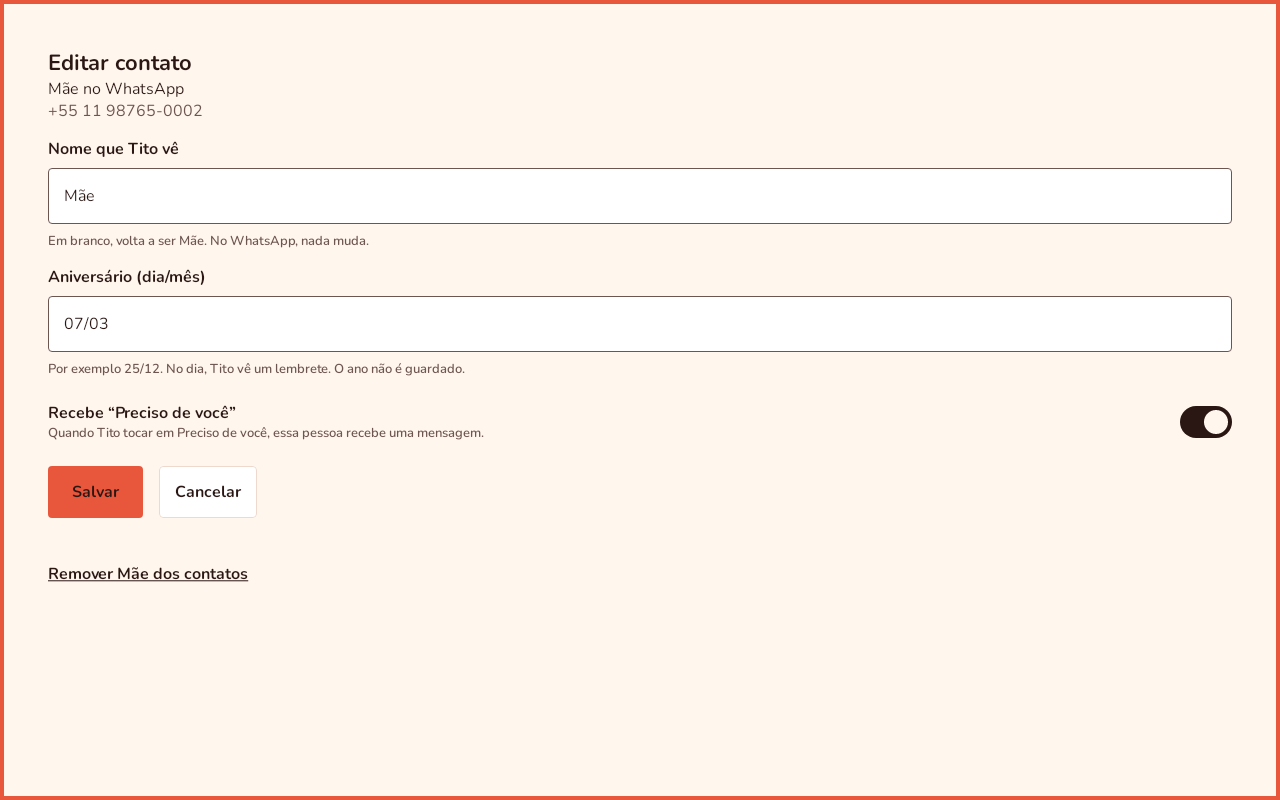 Editar contato
Mãe no WhatsApp
+55 11 98765-0002
Nome que Tito vê
Mãe
Em branco, volta a ser Mãe. No WhatsApp, nada muda.
Aniversário (dia/mês)
07/03
Por exemplo 25/12. No dia, Tito vê um lembrete. O ano não é guardado.
Recebe “Preciso de você”
Quando Tito tocar em Preciso de você, essa pessoa recebe uma mensagem.
Salvar
Cancelar
Remover Mãe dos contatos